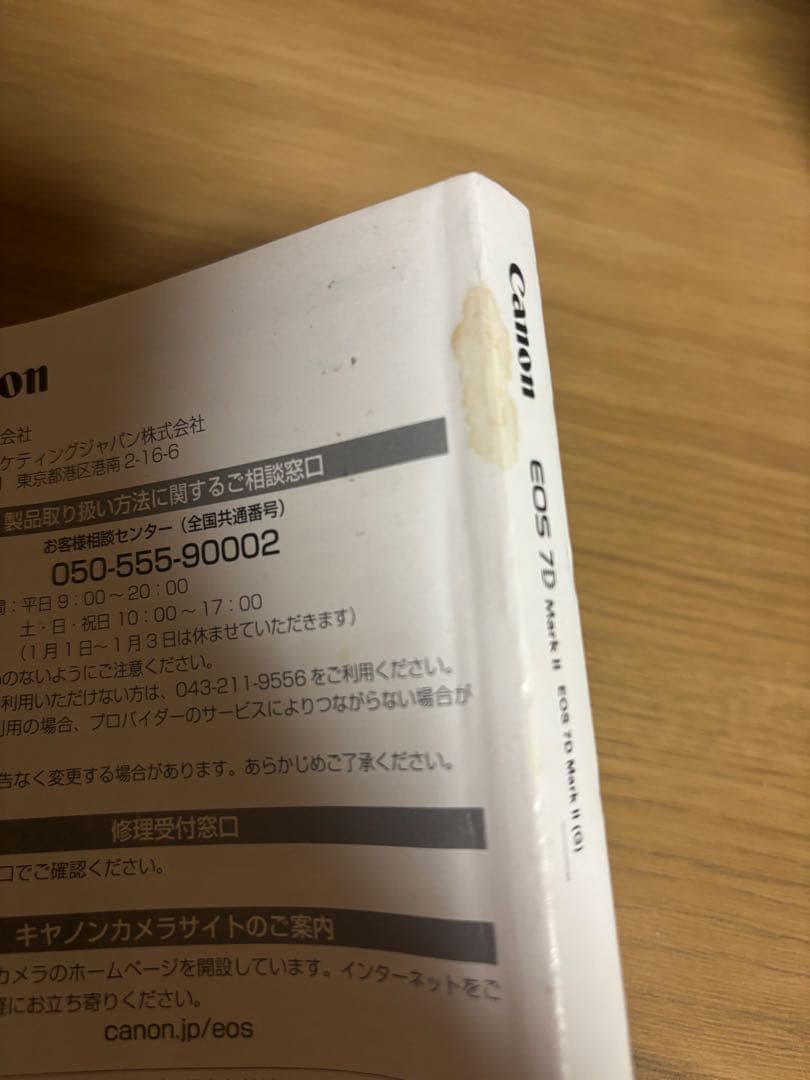 on
会社
ケティングジャパン株式会社
東京都港区港南 2-16-6
製品取り扱い方法に関するご相談窓口
お客様相談センター（全国共通番号）
050-555-90002
間：平日 9：00～20：00
土・日・祝日 10：00～17：00
（1月1日～1月3日は休ませていただきます）
のないようにご注意ください。
利用いただけない方は、043-211-9556 をご利用ください。
用の場合、プロバイダーのサービスによりつながらない場合が
告なく変更する場合があります。あらかじめご了承ください。
修理受付窓口
口でご確認ください。
キヤノンカメラサイトのご案内
カメラのホームページを開設しています。インターネットをご
にお立ち寄りください。
canon.jp/eos
Canon
EOS 7D Mark II
EOS 7D Mark II (G)